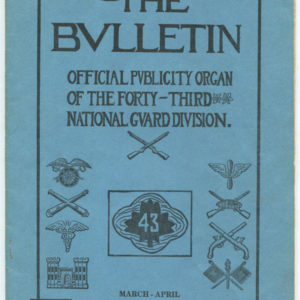 THE
BVLLETIN
OFFICIAL PVBLICITY ORGAN
OF THE FORTY-THIRD
NATIONAL GVARD DIVISION.
43
MARCH - APRIL